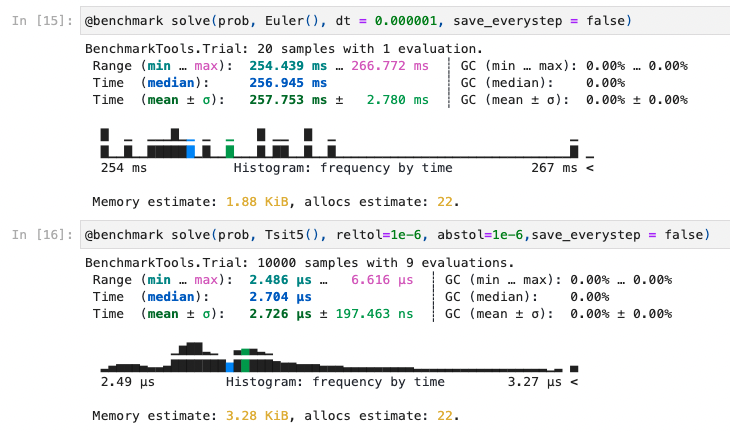 In [15]: @benchmark solve(prob, Euler(), dt = 0.000001, save_everystep = false)
BenchmarkTools.Trial: 20 samples with 1 evaluation.
Range (min … max): 254.439 ms … 266.772 ms ┊ GC (min … max): 0.00% … 0.00%
Time (median): 256.945 ms ┊ GC (median): 0.00%
Time (mean ± σ): 257.753 ms ± 2.780 ms ┊ GC (mean ± σ): 0.00% ± 0.00%
254 ms Histogram: frequency by time 267 ms <
Memory estimate: 1.88 KiB, allocs estimate: 22.
In [16]: @benchmark solve(prob, Tsit5(), reltol=1e-6, abstol=1e-6,save_everystep = false)
BenchmarkTools.Trial: 10000 samples with 9 evaluations.
Range (min … max): 2.486 μs … 6.616 μs ┊ GC (min … max): 0.00% … 0.00%
Time (median): 2.704 μs ┊ GC (median): 0.00%
Time (mean ± σ): 2.726 μs ± 197.463 ns ┊ GC (mean ± σ): 0.00% ± 0.00%
2.49 μs Histogram: frequency by time 3.27 μs <
Memory estimate: 3.28 KiB, allocs estimate: 22.